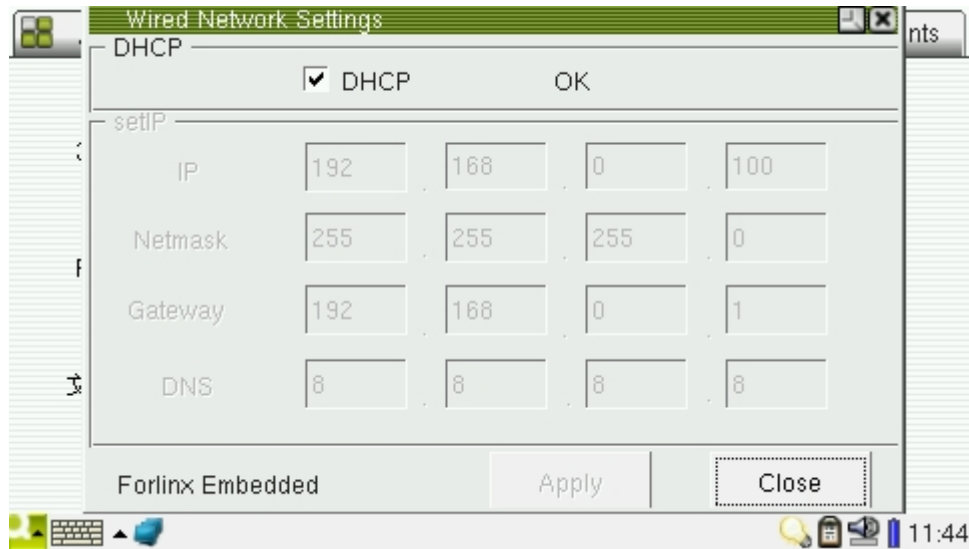 Wired Network Settings
nts
DHCP
DHCP OK
setIP
IP 192 . 168 . 0 . 100
Netmask 255 . 255 . 255 . 0
Gateway 192 . 168 . 0 . 1
文
DNS 8 . 8 . 8 . 8
Forlinx Embedded Apply Close
11:44